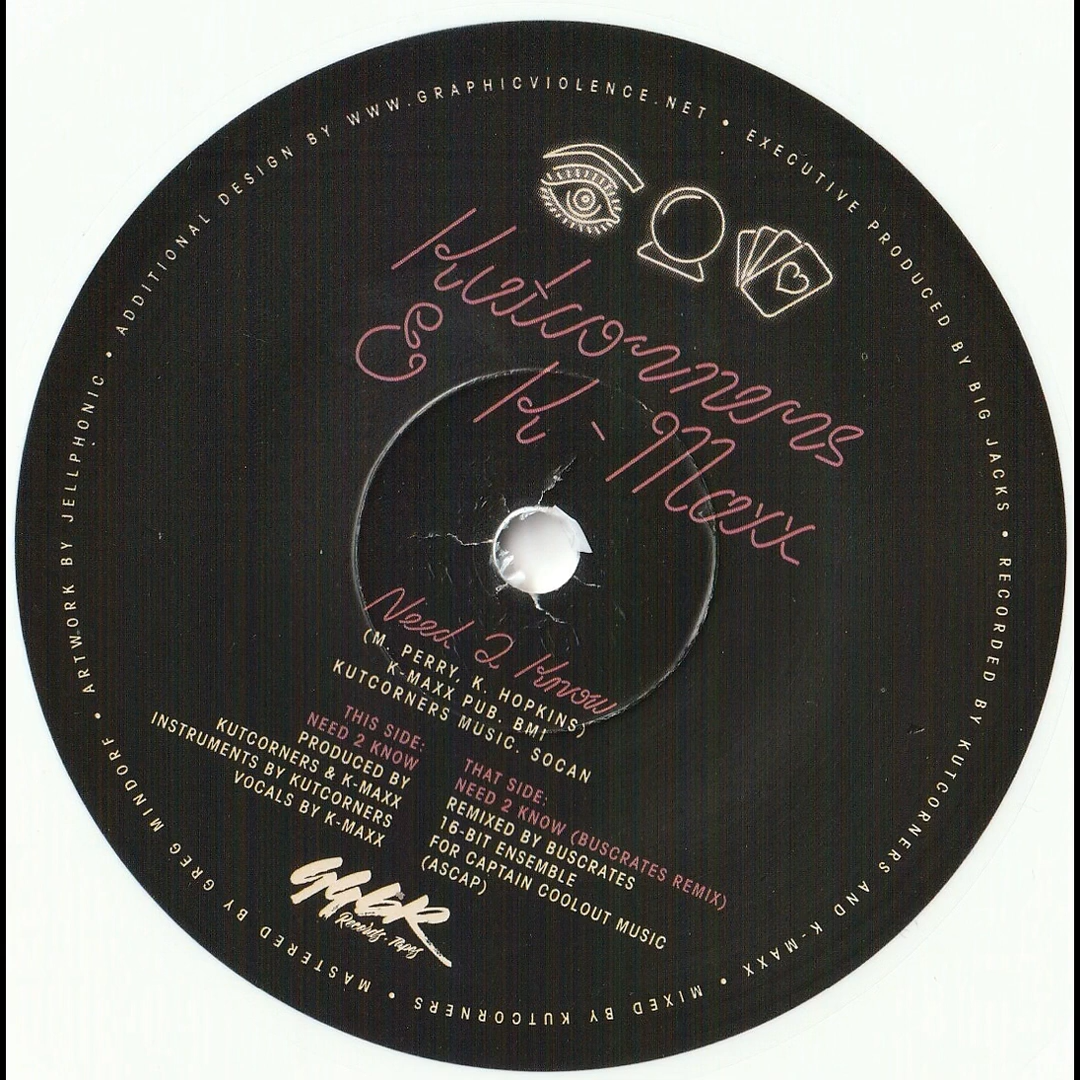 ARTWORK BY JELLPHONIC • ADDITIONAL DESIGN BY WWW.GRAPHICVIOLENCE.NET • EXECUTIVE PRODUCED BY BIG JACKS • RECORDED BY KUTCORNERS AND K-MAXX • MIXED BY KUTCORNERS • MASTERED BY GREG MINDORF •
Kutcorners
& K-Maxx
Need 2 Know
(M. PERRY, K. HOPKINS)
K-MAXX PUB. BMI
KUTCORNERS MUSIC. SOCAN
THIS SIDE:
NEED 2 KNOW
PRODUCED BY
KUTCORNERS & K-MAXX
INSTRUMENTS BY KUTCORNERS
VOCALS BY K-MAXX
THAT SIDE:
NEED 2 KNOW (BUSCRATES REMIX)
REMIXED BY BUSCRATES
16-BIT ENSEMBLE
FOR CAPTAIN COOLOUT MUSIC
(ASCAP)
Records · Tapes